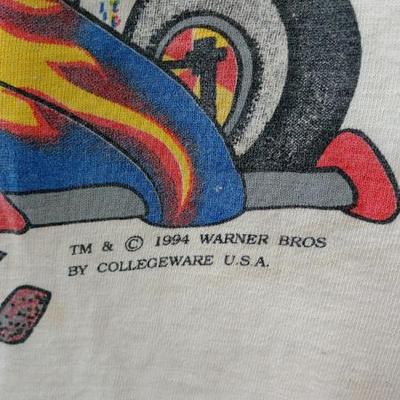 TM & © 1994 WARNER BROS
BY COLLEGEWARE U.S.A.